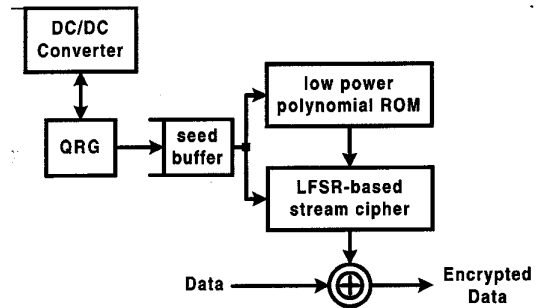 DC/DC
Converter
low power
polynomial ROM
QRG
seed
buffer
LFSR-based
stream cipher
Data
Encrypted
Data